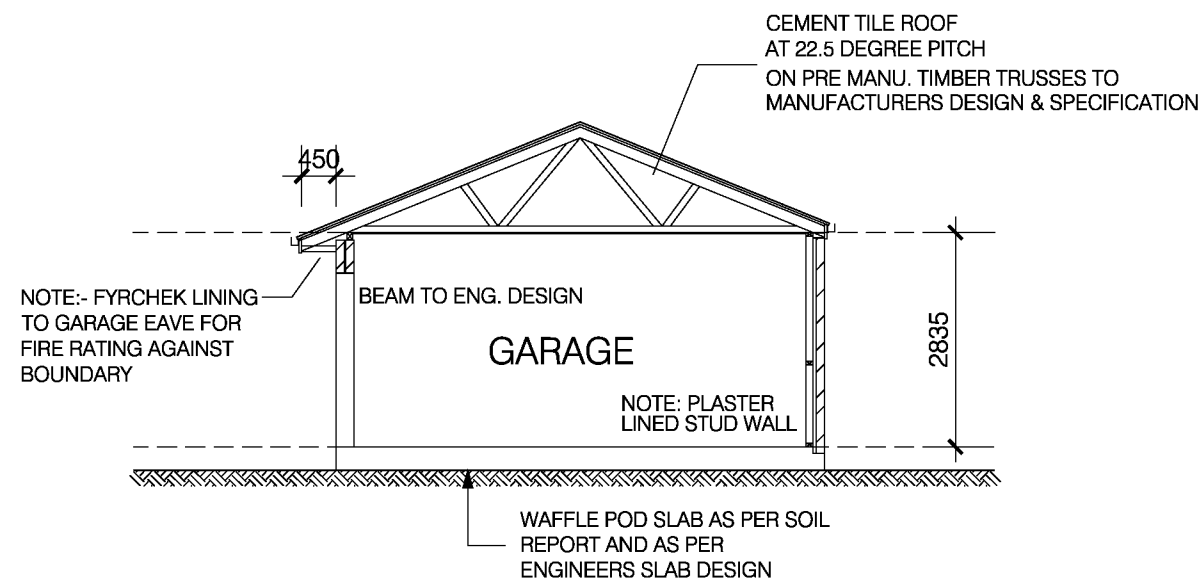 CEMENT TILE ROOF
AT 22.5 DEGREE PITCH
ON PRE MANU. TIMBER TRUSSES TO
MANUFACTURERS DESIGN & SPECIFICATION
450
NOTE:- FYRCHEK LINING
TO GARAGE EAVE FOR
FIRE RATING AGAINST
BOUNDARY
BEAM TO ENG. DESIGN
GARAGE
2835
NOTE: PLASTER
LINED STUD WALL
WAFFLE POD SLAB AS PER SOIL
REPORT AND AS PER
ENGINEERS SLAB DESIGN